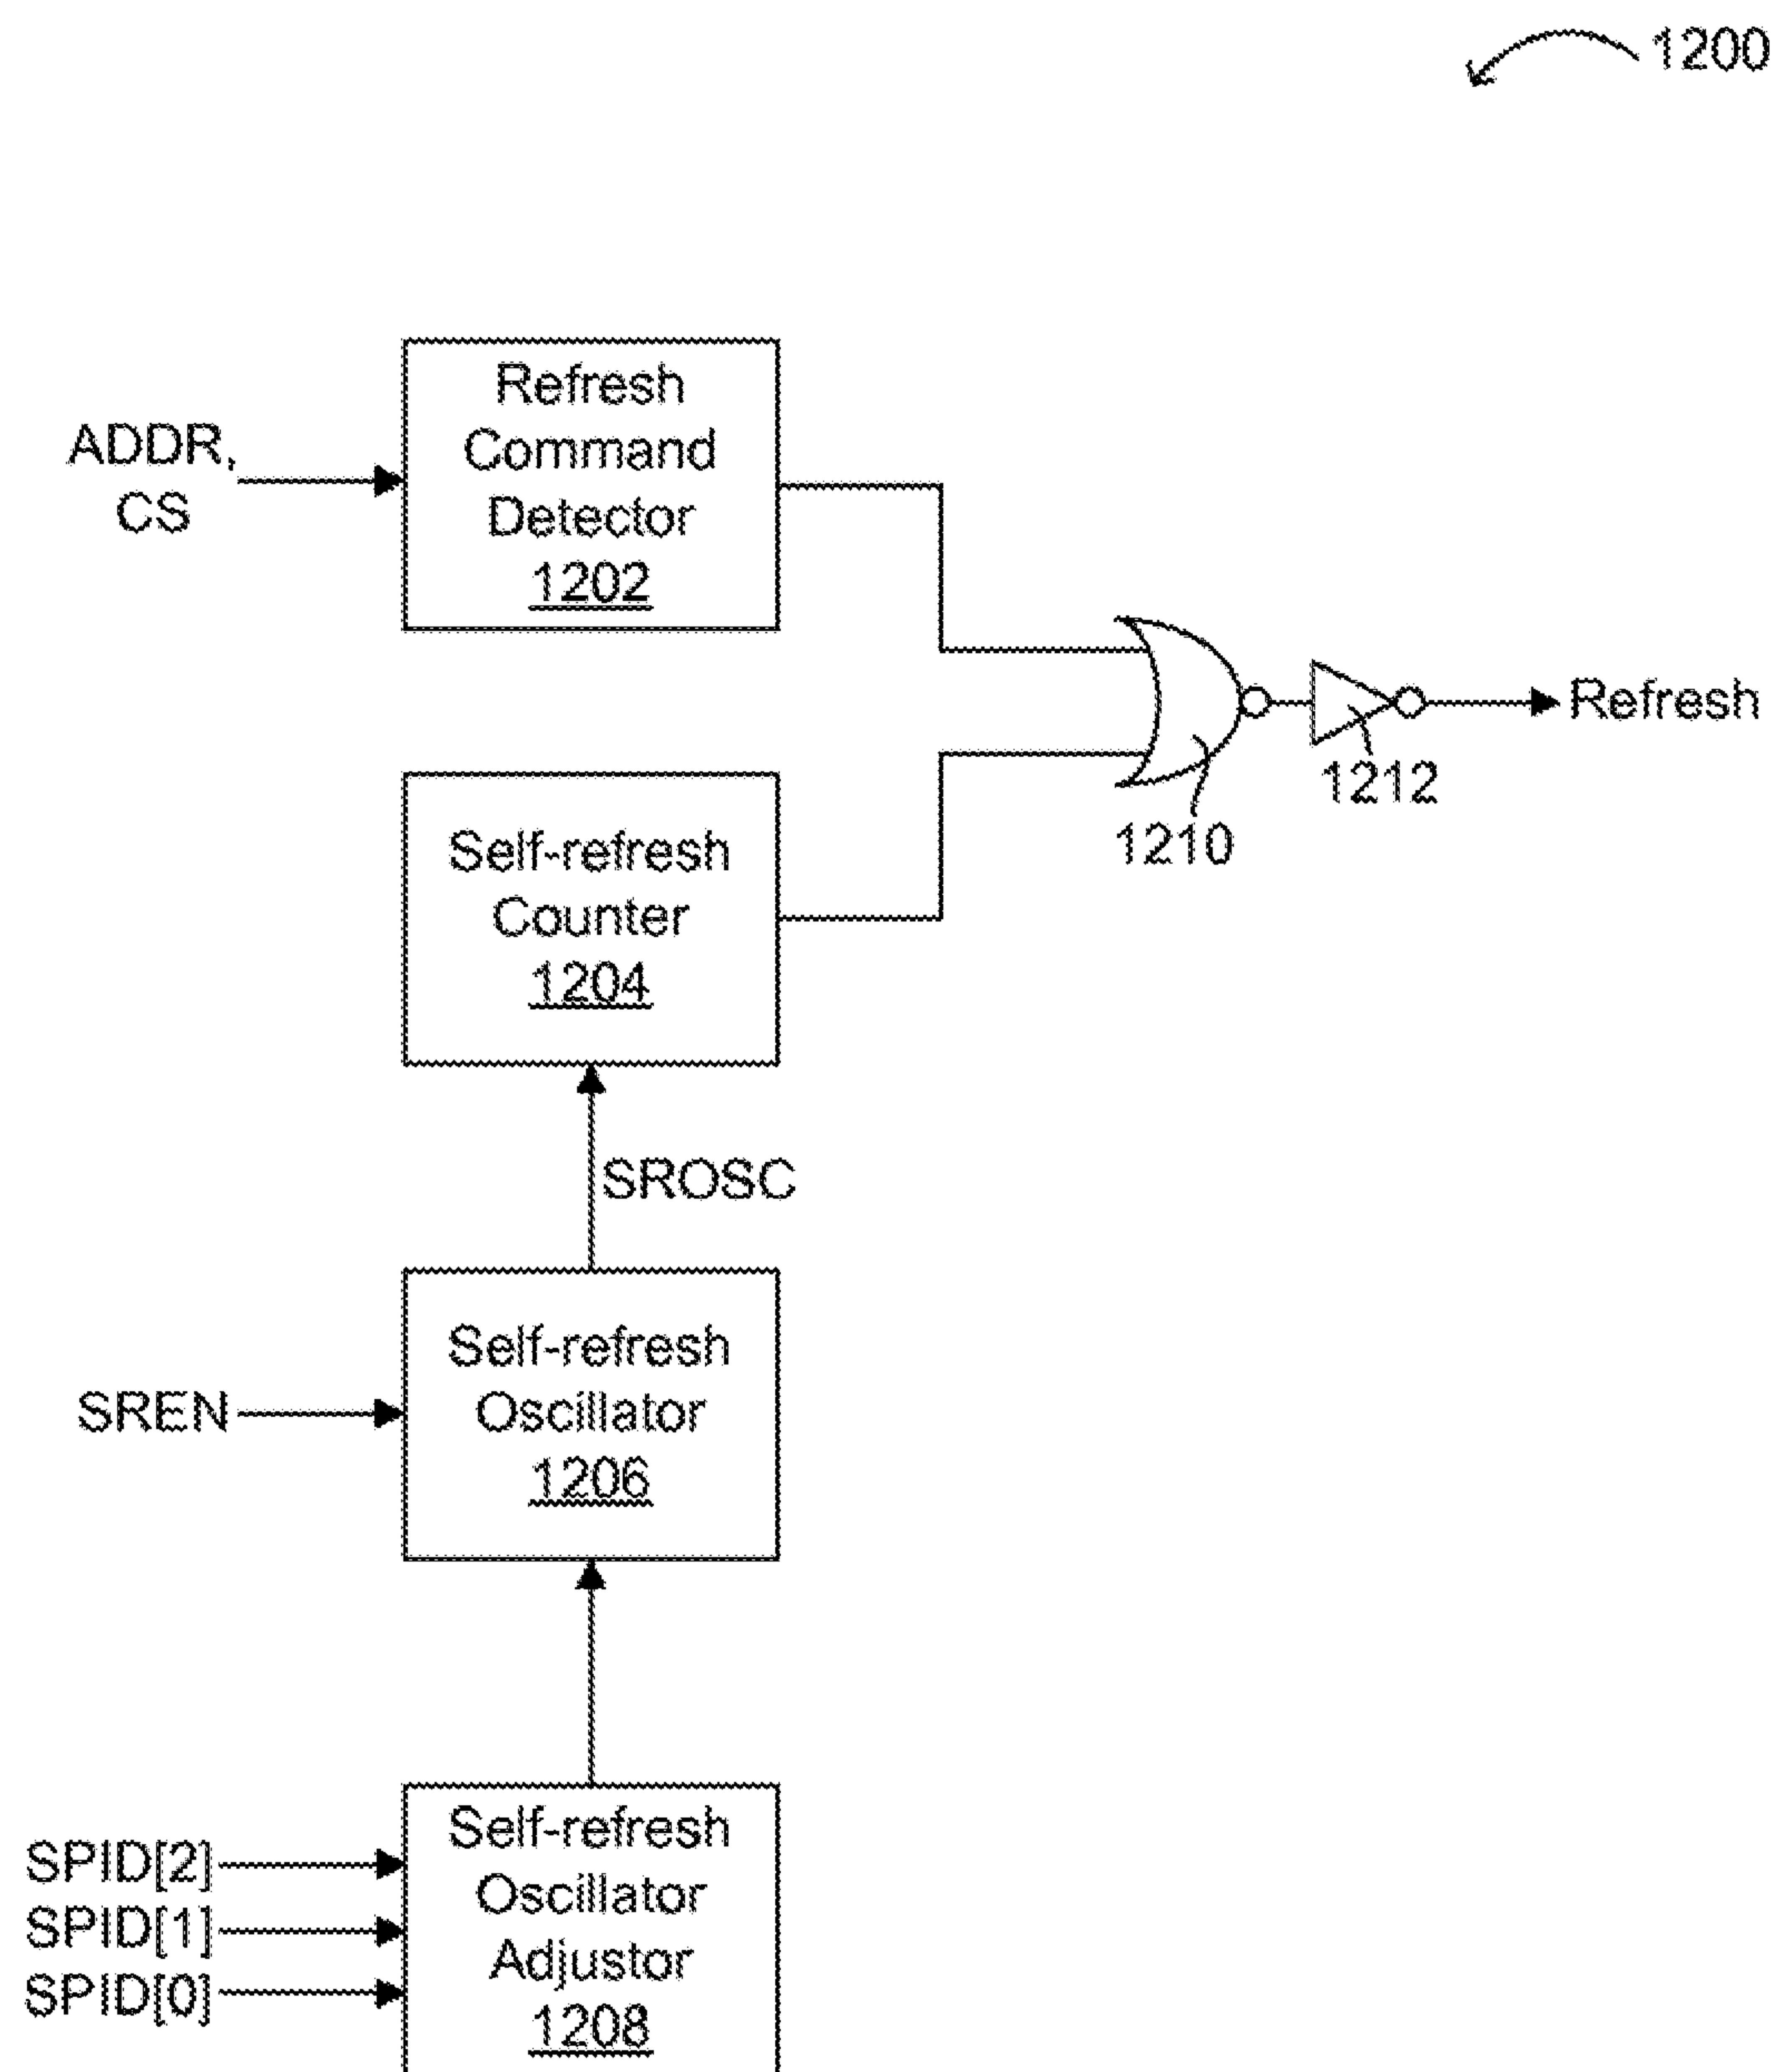 1200
ADDR,
CS
Refresh
Command
Detector
1202
Refresh
1212
1210
Self-refresh
Counter
1204
SROSC
SREN
Self-refresh
Oscillator
1206
SPID[2]
SPID[1]
SPID[0]
Self-refresh
Oscillator
Adjustor
1208